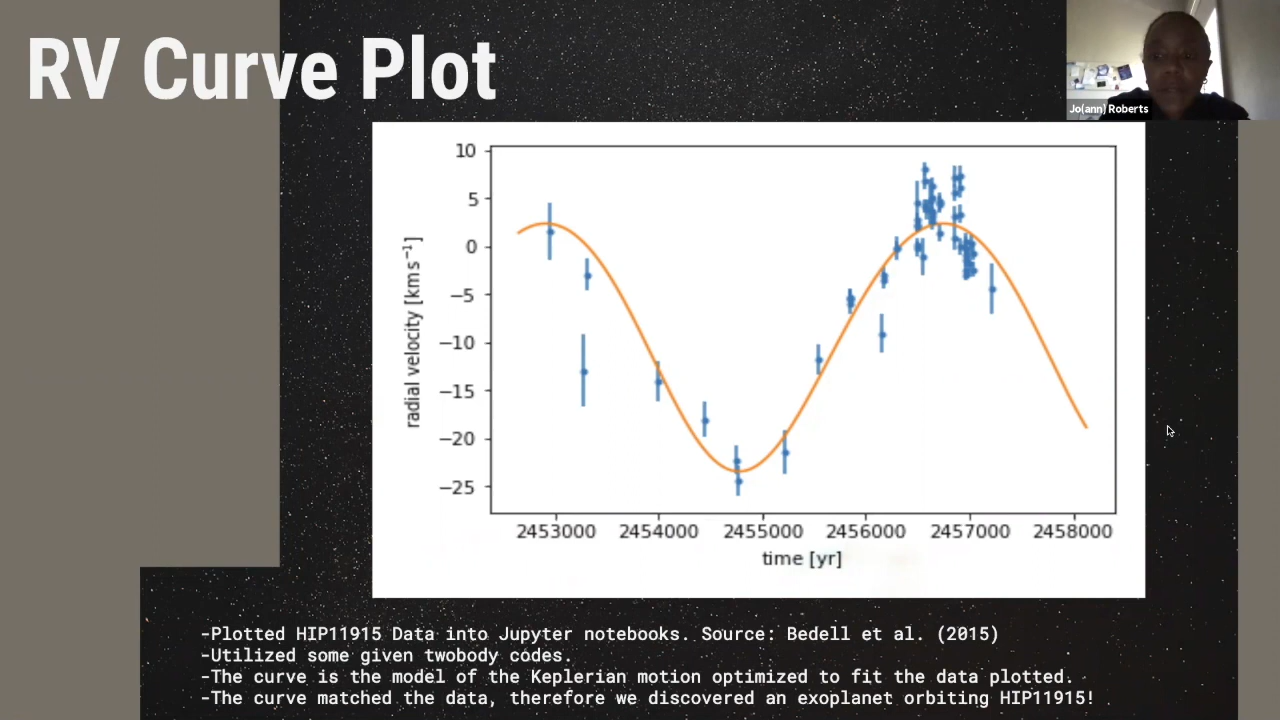 RV Curve Plot
Jo(ann) Roberts
10
5
0
−5
−10
−15
−20
−25
radial velocity [km s⁻¹]
2453000 2454000 2455000 2456000 2457000 2458000
time [yr]
-Plotted HIP11915 Data into Jupyter notebooks. Source: Bedell et al. (2015)
-Utilized some given twobody codes.
-The curve is the model of the Keplerian motion optimized to fit the data plotted.
-The curve matched the data, therefore we discovered an exoplanet orbiting HIP11915!